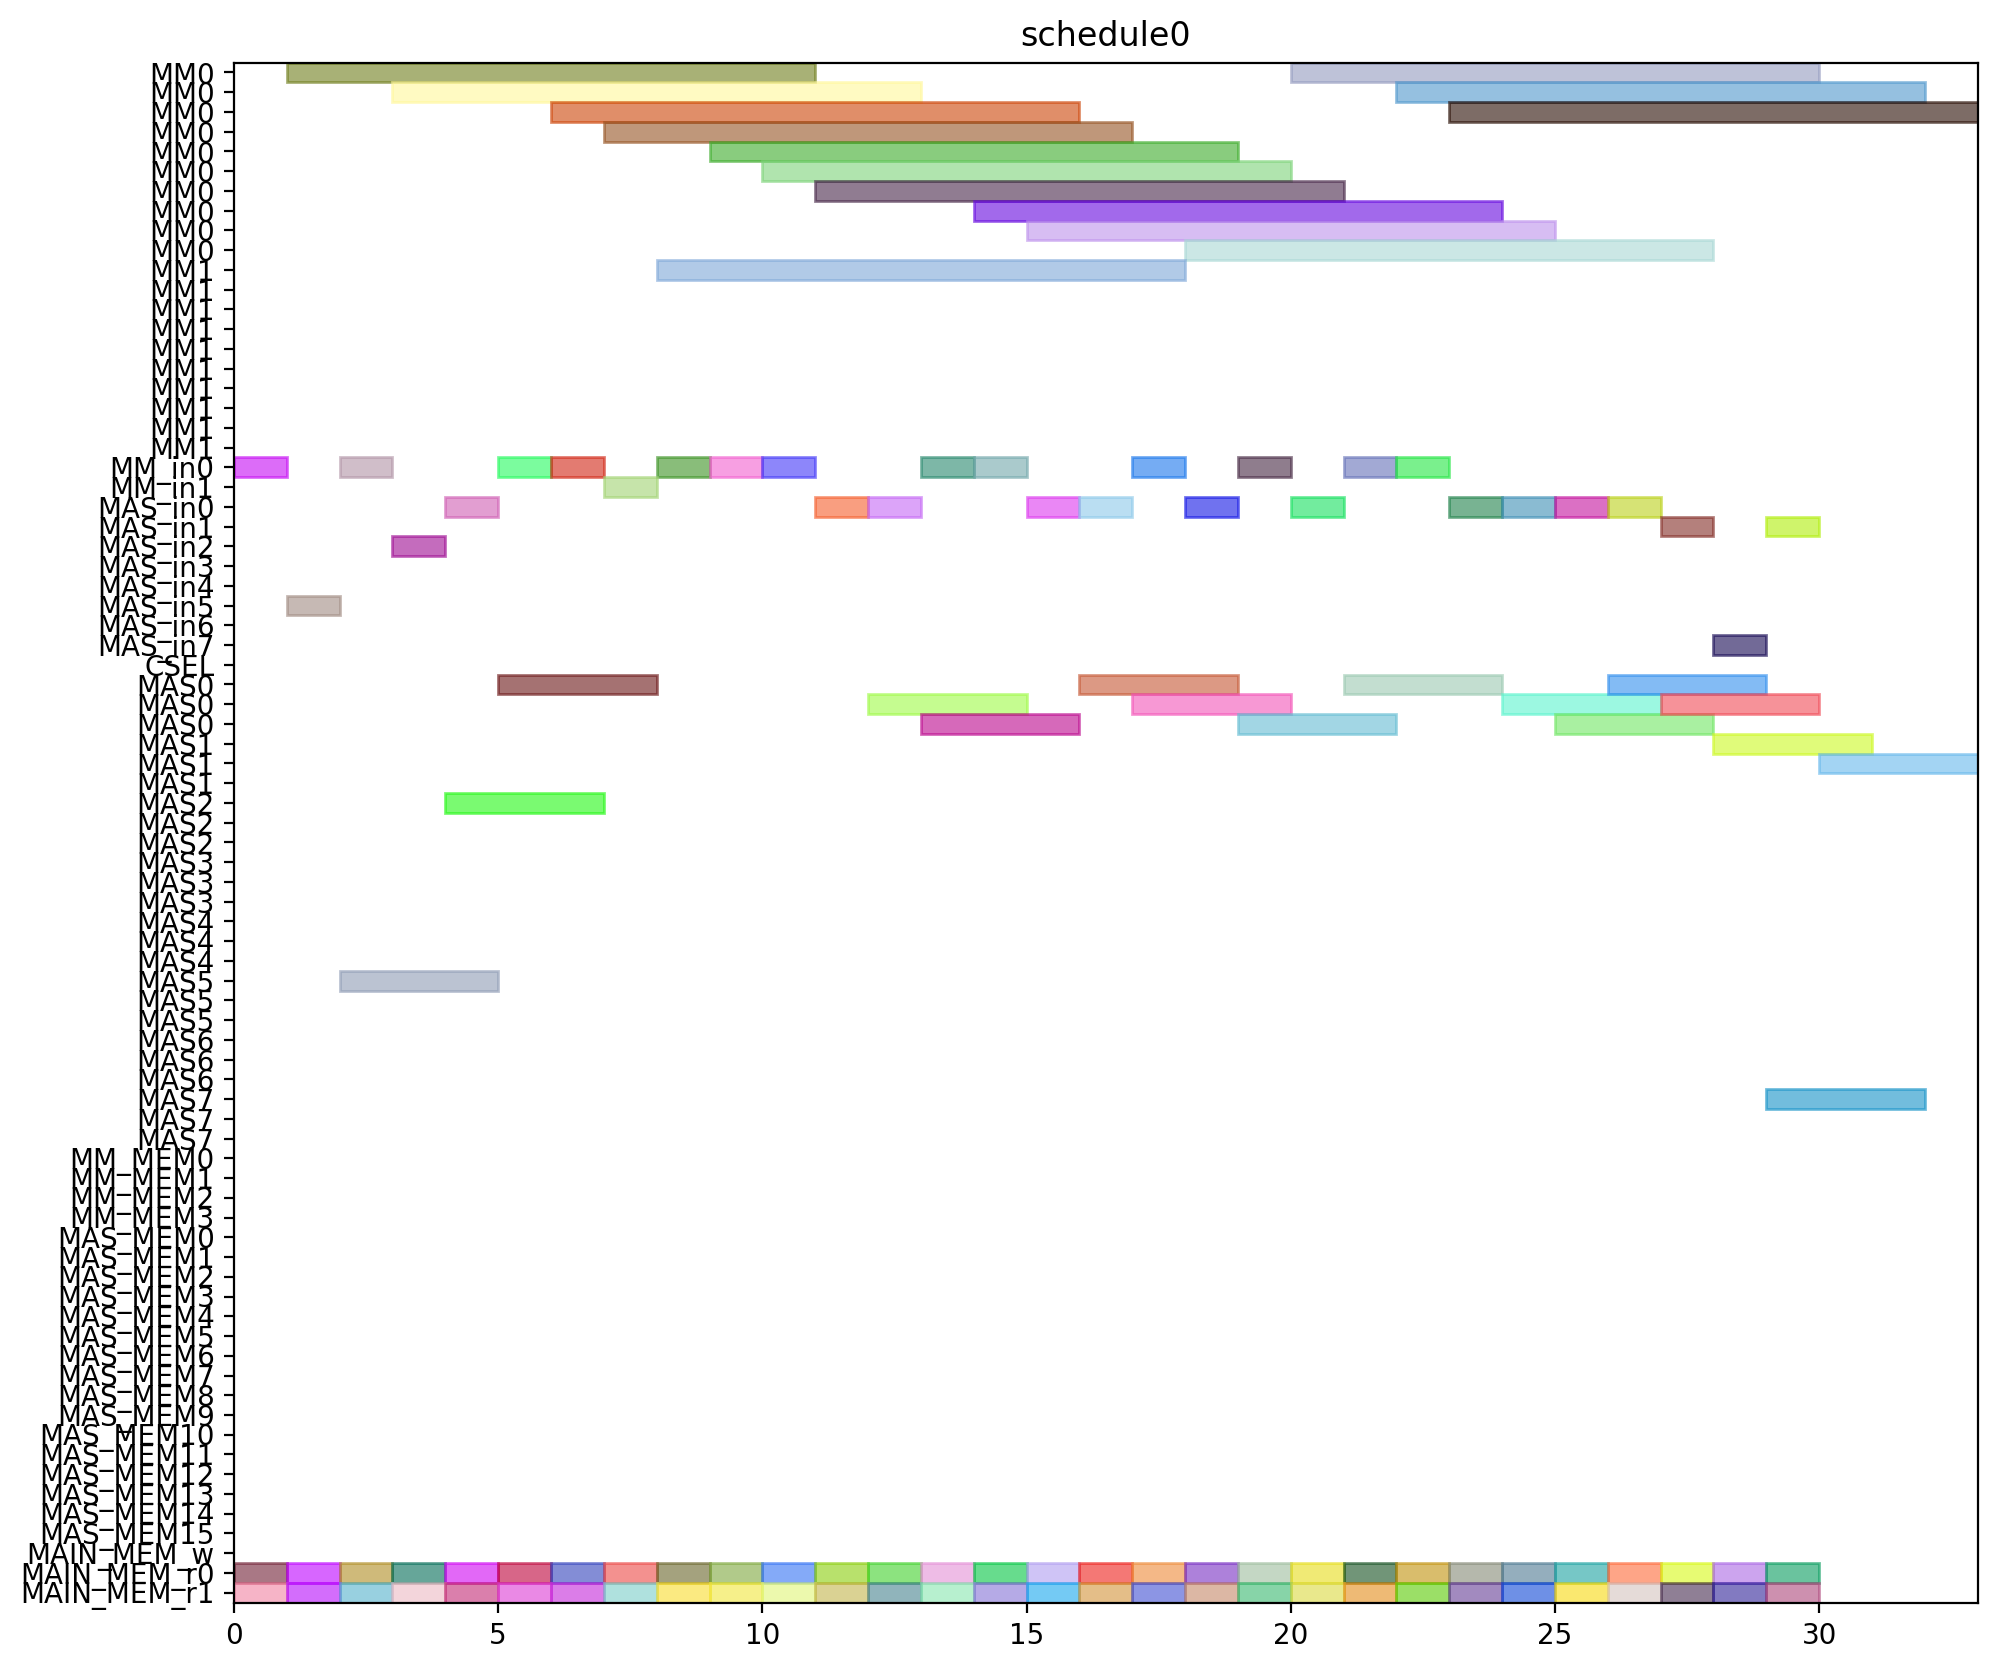 schedule0
MM0
MM0
MM0
MM0
MM0
MM0
MM0
MM0
MM0
MM0
MM1
MM1
MM1
MM1
MM1
MM1
MM1
MM1
MM1
MM1
MM_in0
MM_in1
MAS_in0
MAS_in1
MAS_in2
MAS_in3
MAS_in4
MAS_in5
MAS_in6
MAS_in7
CSEL
MAS0
MAS0
MAS0
MAS1
MAS1
MAS1
MAS2
MAS2
MAS2
MAS3
MAS3
MAS3
MAS4
MAS4
MAS4
MAS5
MAS5
MAS5
MAS6
MAS6
MAS6
MAS7
MAS7
MAS7
MM_MEM0
MM_MEM1
MM_MEM2
MM_MEM3
MAS_MEM0
MAS_MEM1
MAS_MEM2
MAS_MEM3
MAS_MEM4
MAS_MEM5
MAS_MEM6
MAS_MEM7
MAS_MEM8
MAS_MEM9
MAS_MEM10
MAS_MEM11
MAS_MEM12
MAS_MEM13
MAS_MEM14
MAS_MEM15
MAIN_MEM_w
MAIN_MEM_r0
MAIN_MEM_r1
0 5 10 15 20 25 30